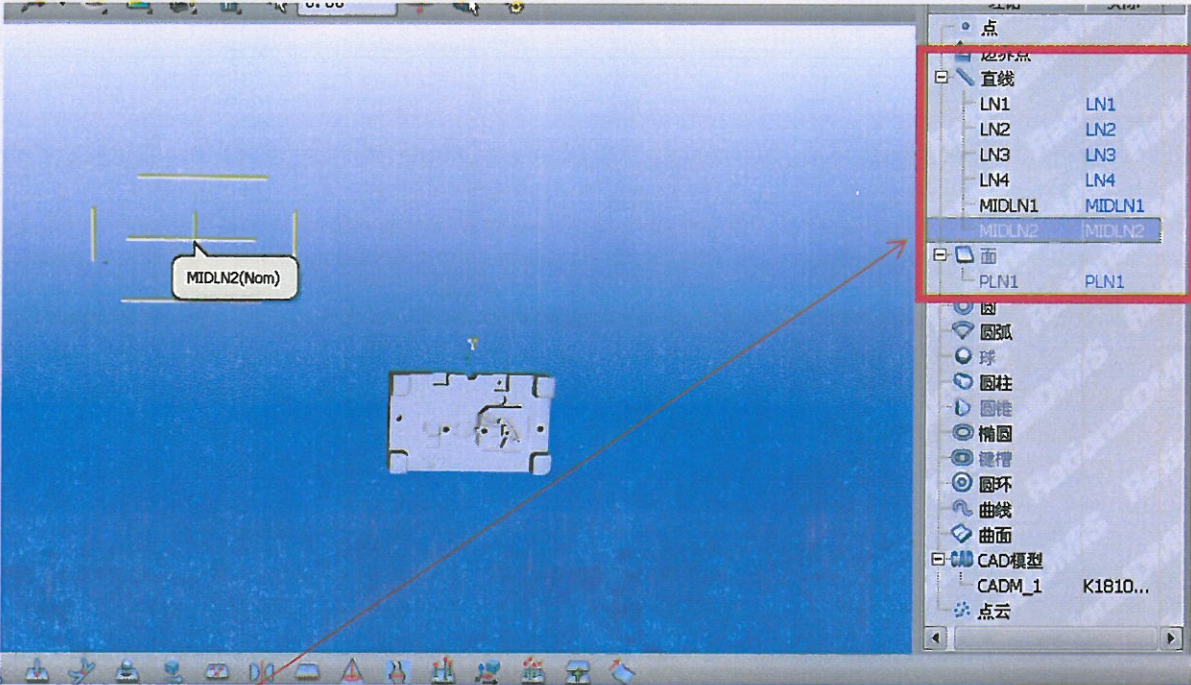 点
边界点
直线
LN1 LN1
LN2 LN2
LN3 LN3
LN4 LN4
MIDLN1 MIDLN1
MIDLN2 MIDLN2
面
PLN1 PLN1
圆
圆弧
球
圆柱
圆锥
椭圆
键槽
圆环
曲线
曲面
CAD模型
CADM_1 K1810...
点云
MIDLN2(Nom)